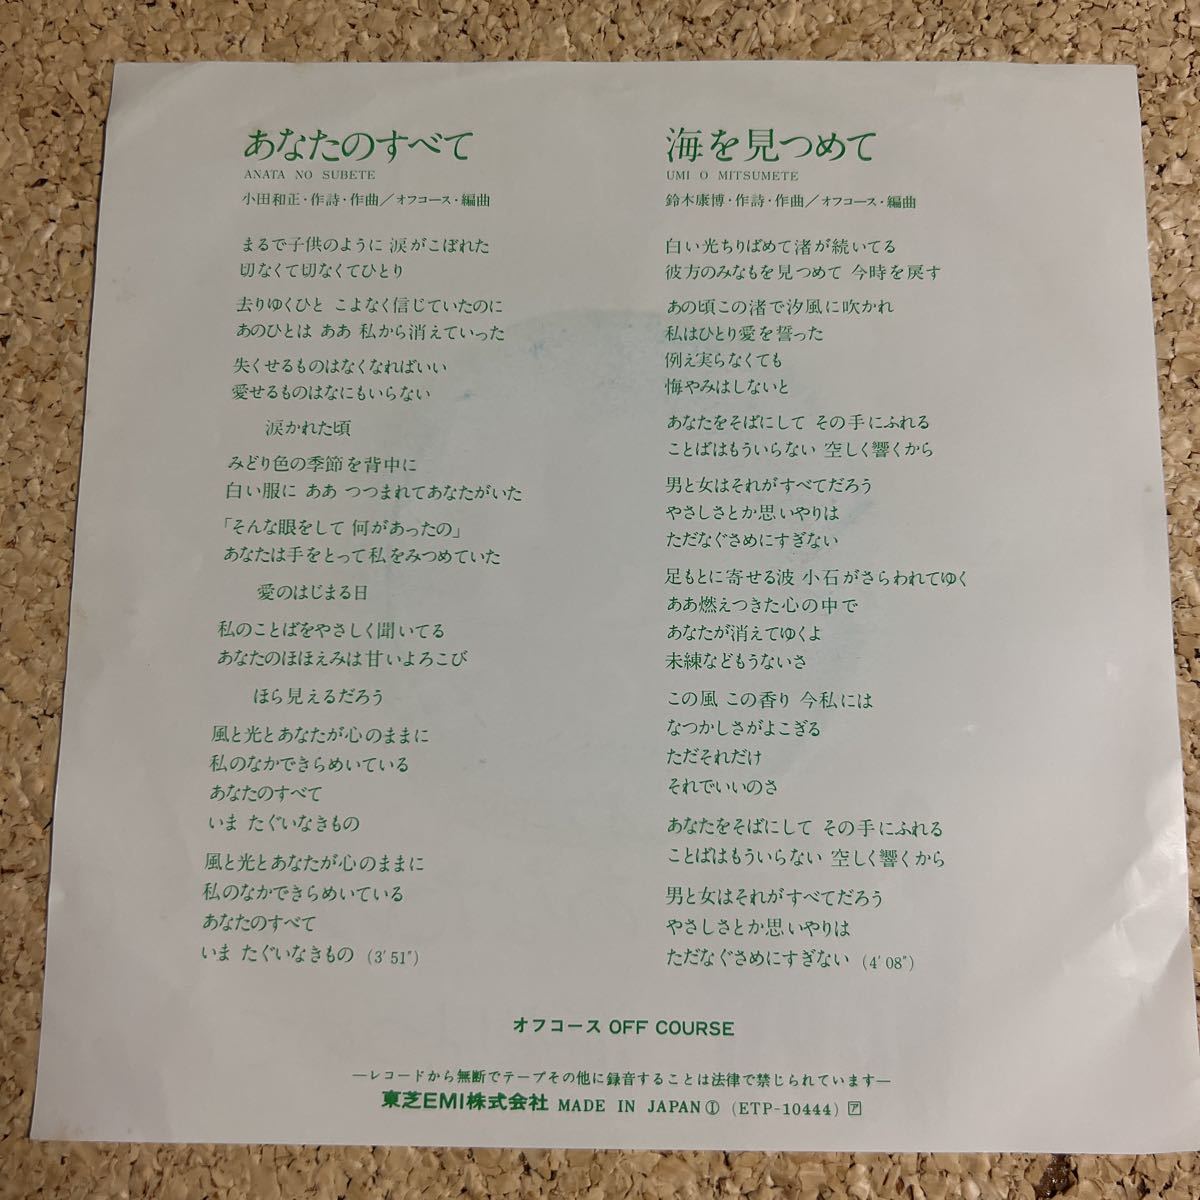 あなたのすべて
ANATA NO SUBETE
小田和正・作詩・作曲／オフコース・編曲
まるで子供のように 涙がこぼれた
切なくて切なくてひとり
去りゆくひと こよなく信じていたのに
あのひとは ああ 私から消えていった
失くせるものはなくなればいい
愛せるものはなにもいらない
涙かれた頃
みどり色の季節を背中に
白い服に ああ つつまれてあなたがいた
「そんな眼をして 何があったの」
あなたは手をとって私をみつめていた
愛のはじまる日
私のことばをやさしく聞いてる
あなたのほほえみは甘いよろこび
ほら見えるだろう
風と光とあなたが心のままに
私のなかできらめいている
あなたのすべて
いま たぐいなきもの
風と光とあなたが心のままに
私のなかできらめいている
あなたのすべて
いま たぐいなきもの (3′51″)
海を見つめて
UMI O MITSUMETE
鈴木康博・作詩・作曲／オフコース・編曲
白い光ちりばめて渚が続いてる
彼方のみなもを見つめて 今時を戻す
あの頃この渚で汐風に吹かれ
私はひとり愛を誓った
例え実らなくても
悔やみはしないと
あなたをそばにして その手にふれる
ことばはもういらない 空しく響くから
男と女はそれがすべてだろう
やさしさとか思いやりは
ただなぐさめにすぎない
足もとに寄せる波 小石がさらわれてゆく
ああ燃えつきた心の中で
あなたが消えてゆくよ
未練などもうないさ
この風 この香り 今私には
なつかしさがよこぎる
ただそれだけ
それでいいのさ
あなたをそばにして その手にふれる
ことばはもういらない 空しく響くから
男と女はそれがすべてだろう
やさしさとか思いやりは
ただなぐさめにすぎない (4′08″)
オフコース OFF COURSE
—レコードから無断でテープその他に録音することは法律で禁じられています—
東芝EMI株式会社 MADE IN JAPAN Ⓘ (ETP-10444) ア